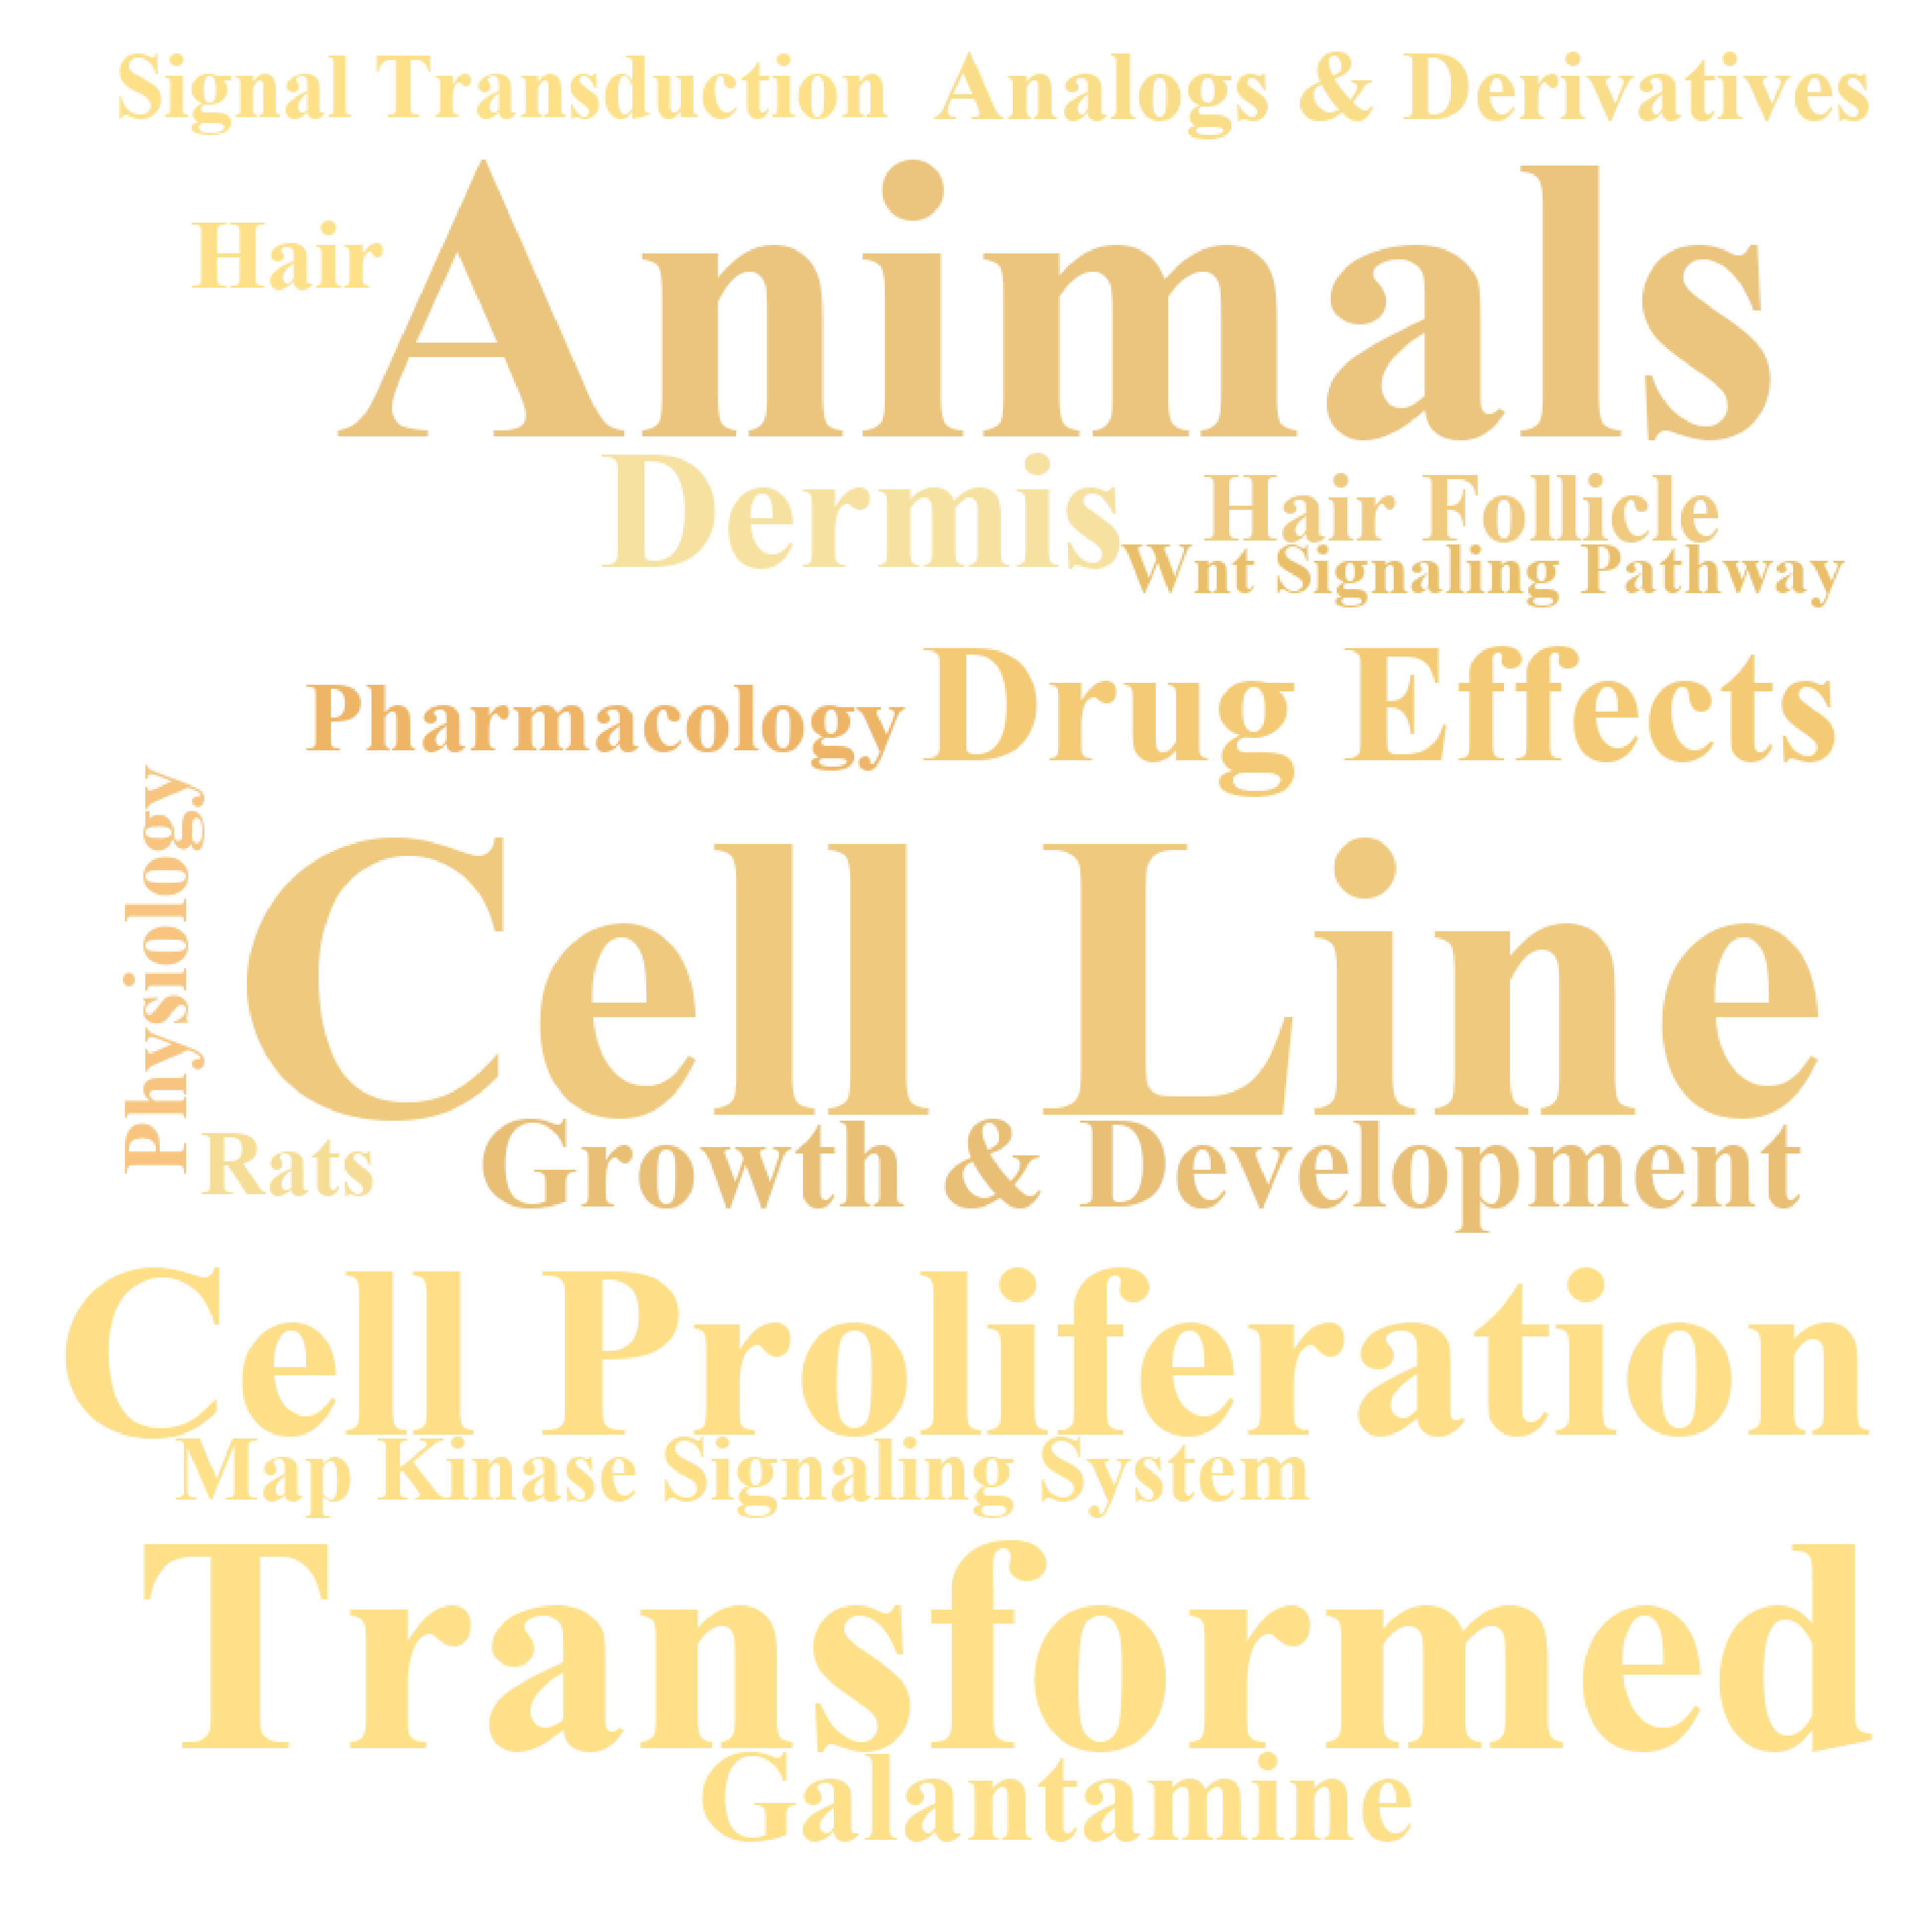 Signal Transduction Analogs & Derivatives
Hair
Animals
Dermis
Hair Follicle
Wnt Signaling Pathway
Pharmacology
Drug Effects
Physiology
Cell Line
Rats
Growth & Development
Cell Proliferation
Map Kinase Signaling System
Transformed
Galantamine